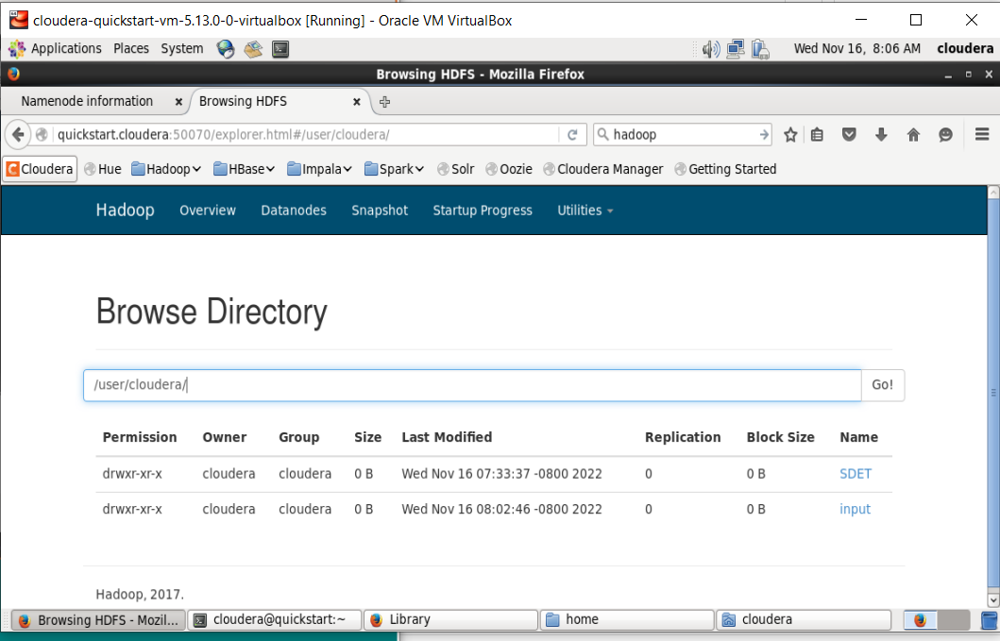 cloudera-quickstart-vm-5.13.0-0-virtualbox [Running] - Oracle VM VirtualBox
Applications Places System Wed Nov 16, 8:06 AM cloudera
Browsing HDFS - Mozilla Firefox
Namenode information Browsing HDFS
quickstart.cloudera:50070/explorer.html#/user/cloudera/ hadoop
Cloudera Hue Hadoop HBase Impala Spark Solr Oozie Cloudera Manager Getting Started
Hadoop Overview Datanodes Snapshot Startup Progress Utilities
Browse Directory
/user/cloudera/ Go!
Permission Owner Group Size Last Modified Replication Block Size Name
drwxr-xr-x cloudera cloudera 0 B Wed Nov 16 07:33:37 -0800 2022 0 0 B SDET
drwxr-xr-x cloudera cloudera 0 B Wed Nov 16 08:02:46 -0800 2022 0 0 B input
Hadoop, 2017.
Browsing HDFS - Mozil... cloudera@quickstart:~ Library home cloudera